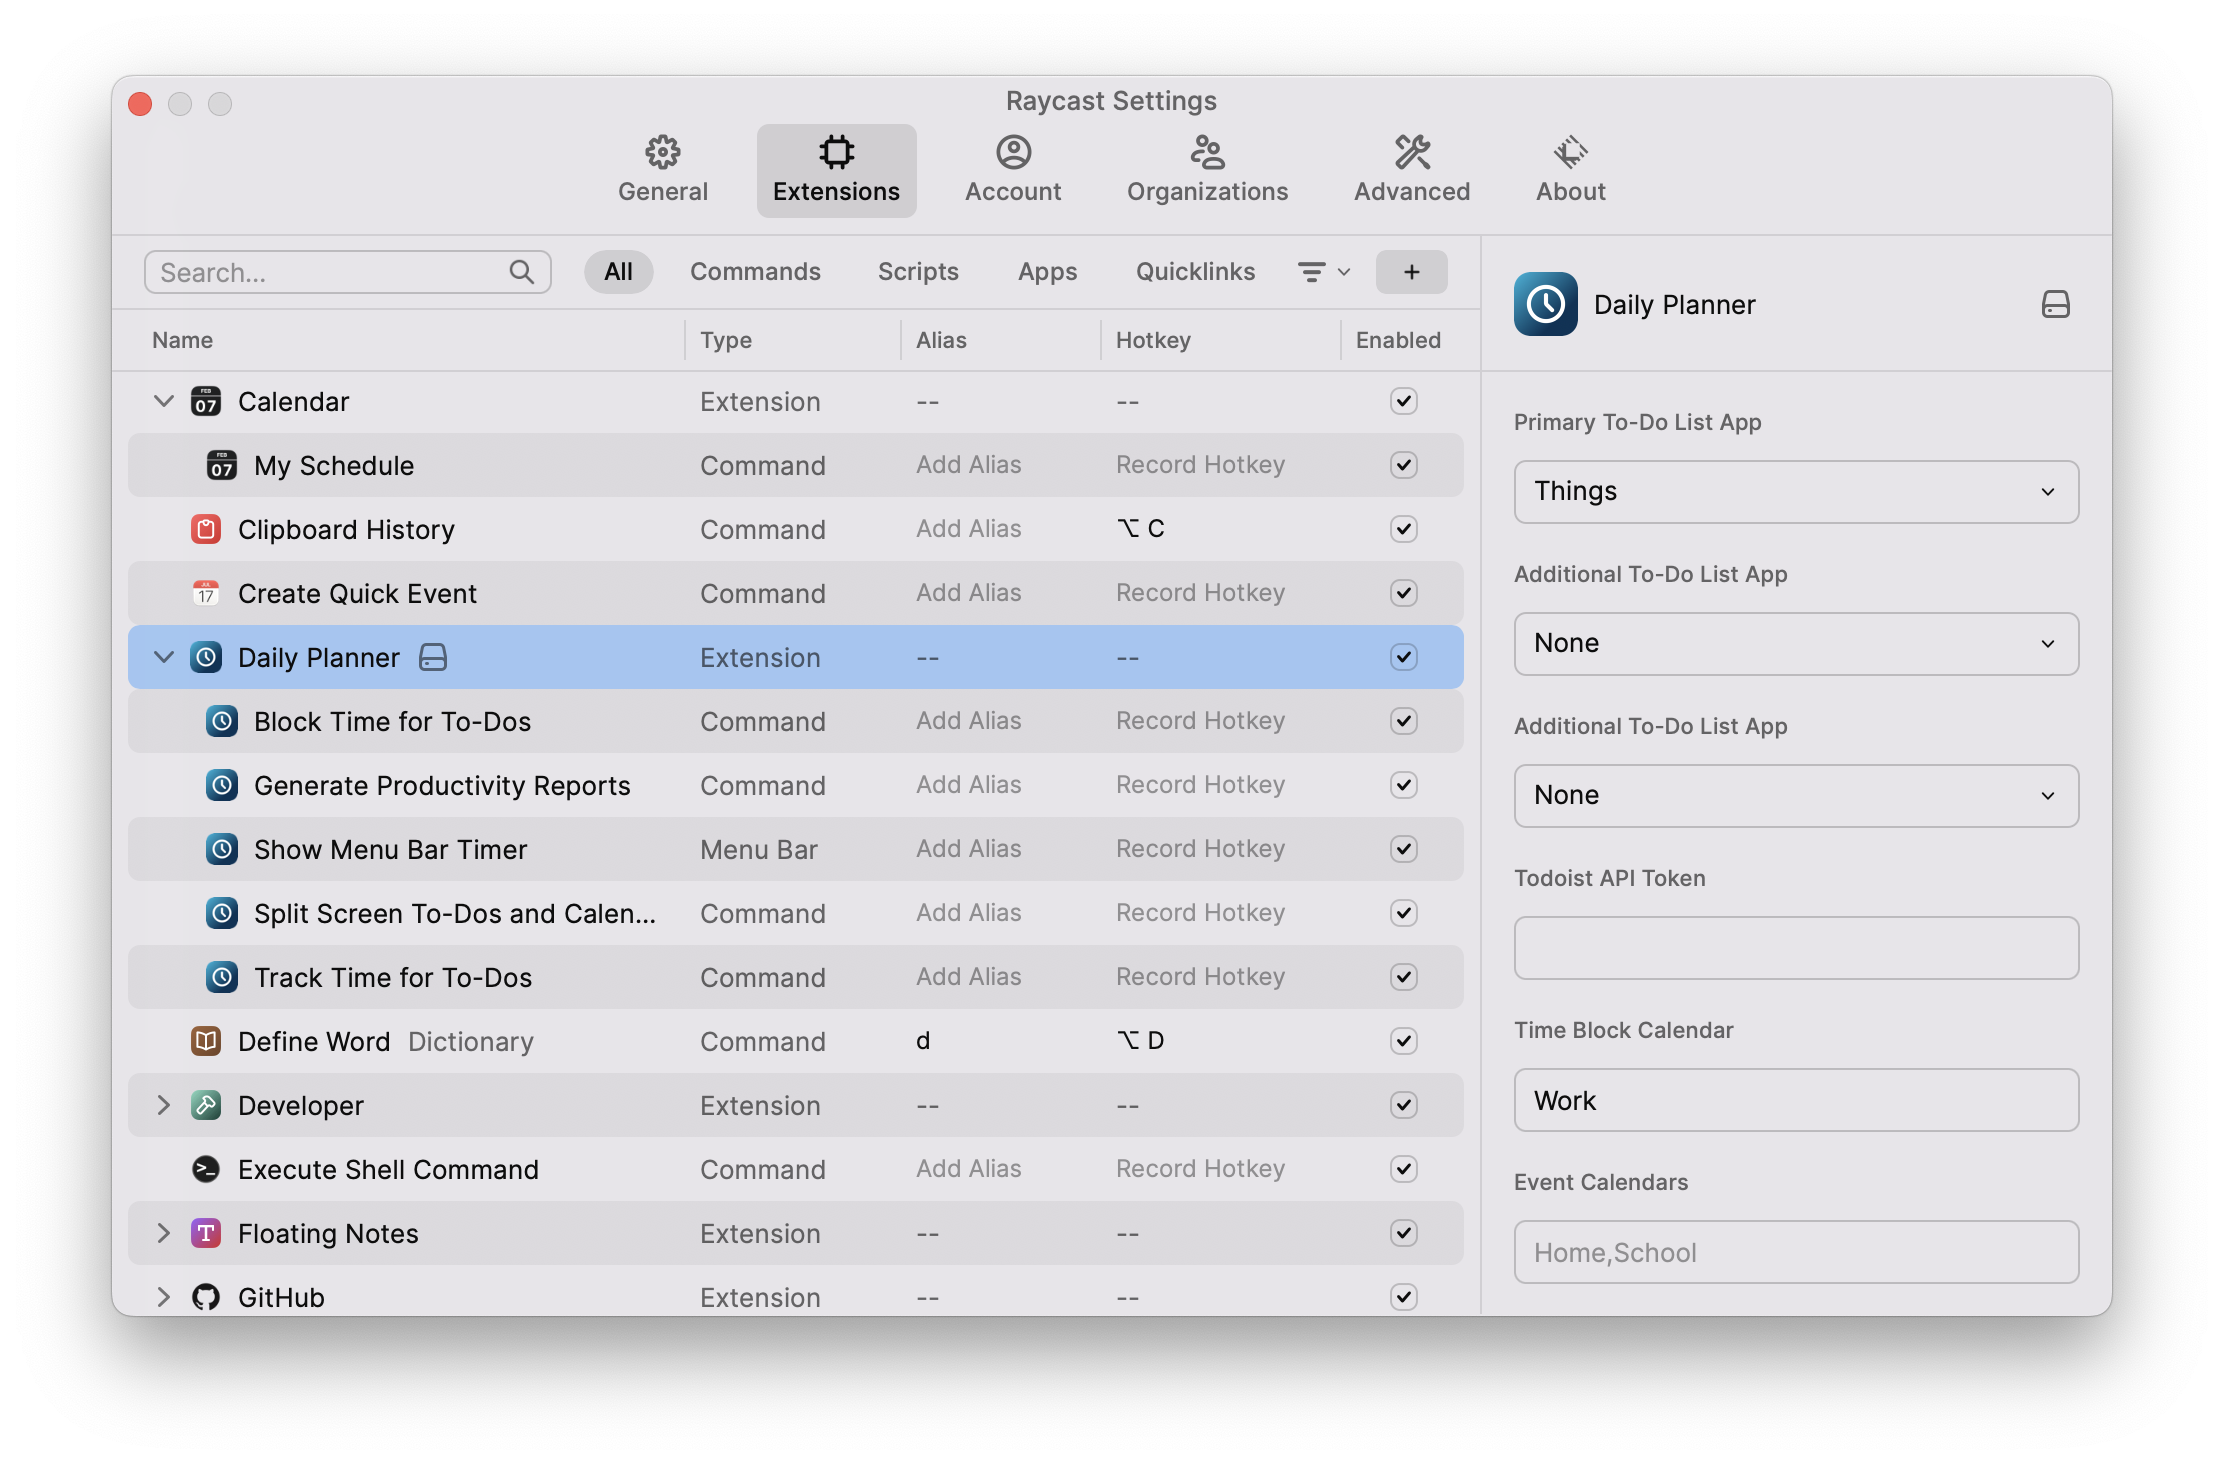 Raycast Settings
General Extensions Account Organizations Advanced About
Search... All Commands Scripts Apps Quicklinks +
Name Type Alias Hotkey Enabled
FEB 07 Calendar Extension -- --
FEB 07 My Schedule Command Add Alias Record Hotkey
Clipboard History Command Add Alias ⌥ C
JUL 17 Create Quick Event Command Add Alias Record Hotkey
Daily Planner Extension -- --
Block Time for To-Dos Command Add Alias Record Hotkey
Generate Productivity Reports Command Add Alias Record Hotkey
Show Menu Bar Timer Menu Bar Add Alias Record Hotkey
Split Screen To-Dos and Calen... Command Add Alias Record Hotkey
Track Time for To-Dos Command Add Alias Record Hotkey
Define Word Dictionary Command d ⌥ D
Developer Extension -- --
>_ Execute Shell Command Command Add Alias Record Hotkey
T Floating Notes Extension -- --
GitHub Extension -- --
Daily Planner
Primary To-Do List App
Things
Additional To-Do List App
None
Additional To-Do List App
None
Todoist API Token
Time Block Calendar
Work
Event Calendars
Home,School